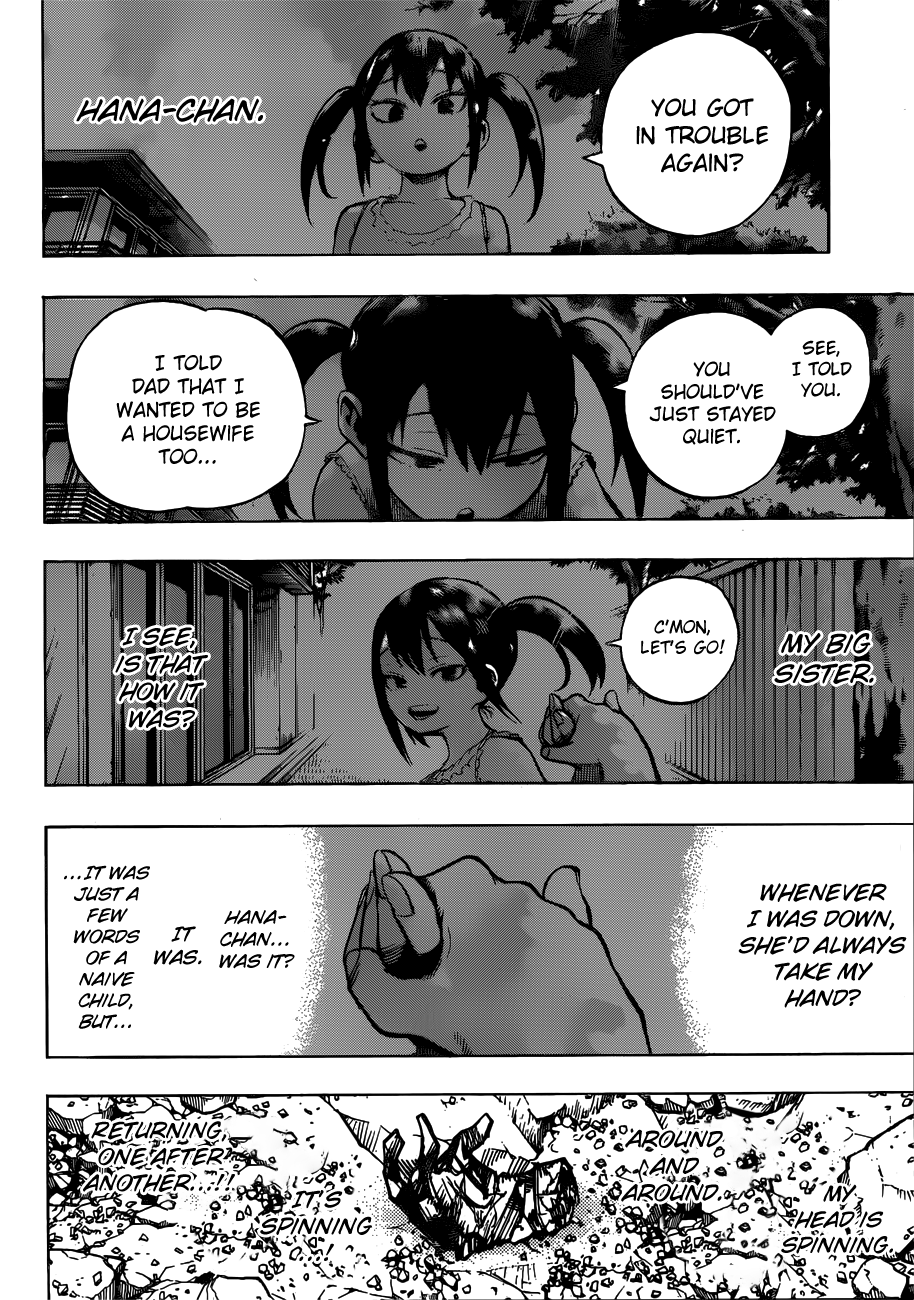 YOU GOT
IN TROUBLE
AGAIN?
HANA-CHAN.
SEE,
I TOLD
YOU.
YOU
SHOULD'VE
JUST STAYED
QUIET.
I TOLD
DAD THAT I
WANTED TO BE
A HOUSEWIFE
TOO...
MY BIG
SISTER.
C'MON,
LET'S GO!
I SEE,
IS THAT
HOW IT
WAS?
WHENEVER
I WAS DOWN,
SHE'D ALWAYS
TAKE MY
HAND?
HANA-
CHAN...
WAS IT?
IT
WAS.
...IT WAS
JUST A
FEW
WORDS
OF A
NAIVE
CHILD,
BUT...
MY
HEAD IS
SPINNING
AROUND
AND
AROUND.
IT'S
SPINNING
...!
RETURNING,
ONE AFTER
ANOTHER...!!